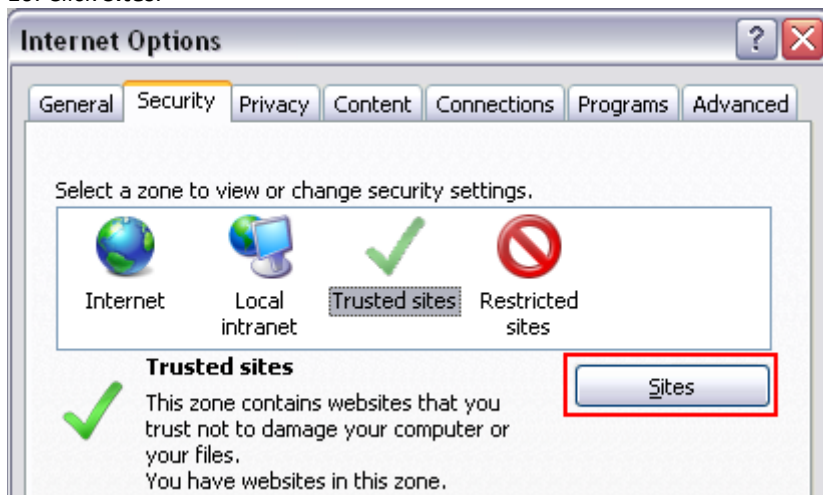 Internet Options
General Security Privacy Content Connections Programs Advanced
Select a zone to view or change security settings.
Internet Local intranet Trusted sites Restricted sites
Trusted sites
Sites
This zone contains websites that you
trust not to damage your computer or
your files.
You have websites in this zone.